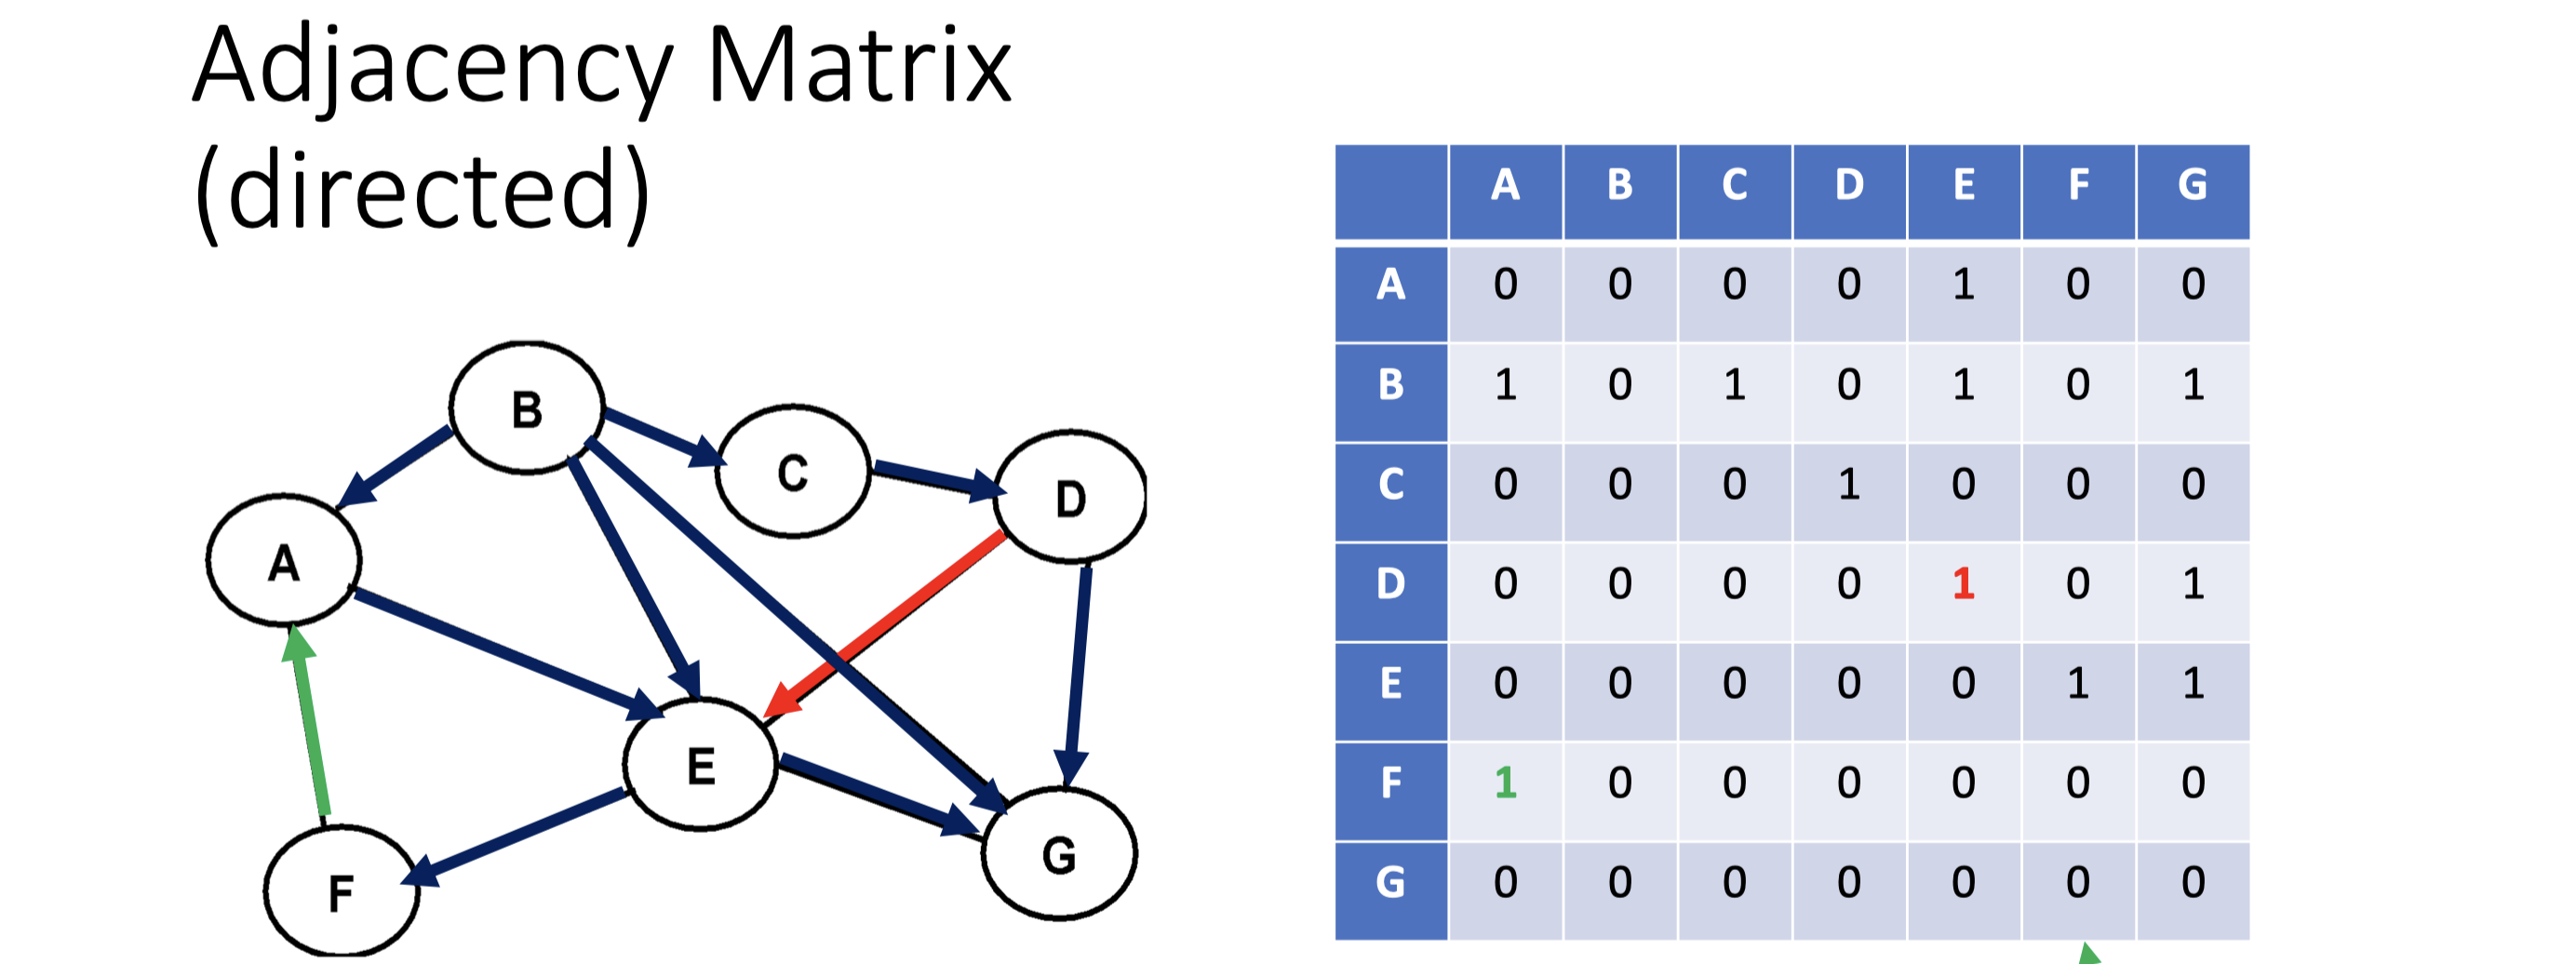 Adjacency Matrix
(directed)
B
C
D
A
E
G
F
A B C D E F G
A 0 0 0 0 1 0 0
B 1 0 1 0 1 0 1
C 0 0 0 1 0 0 0
D 0 0 0 0 1 0 1
E 0 0 0 0 0 1 1
F 1 0 0 0 0 0 0
G 0 0 0 0 0 0 0